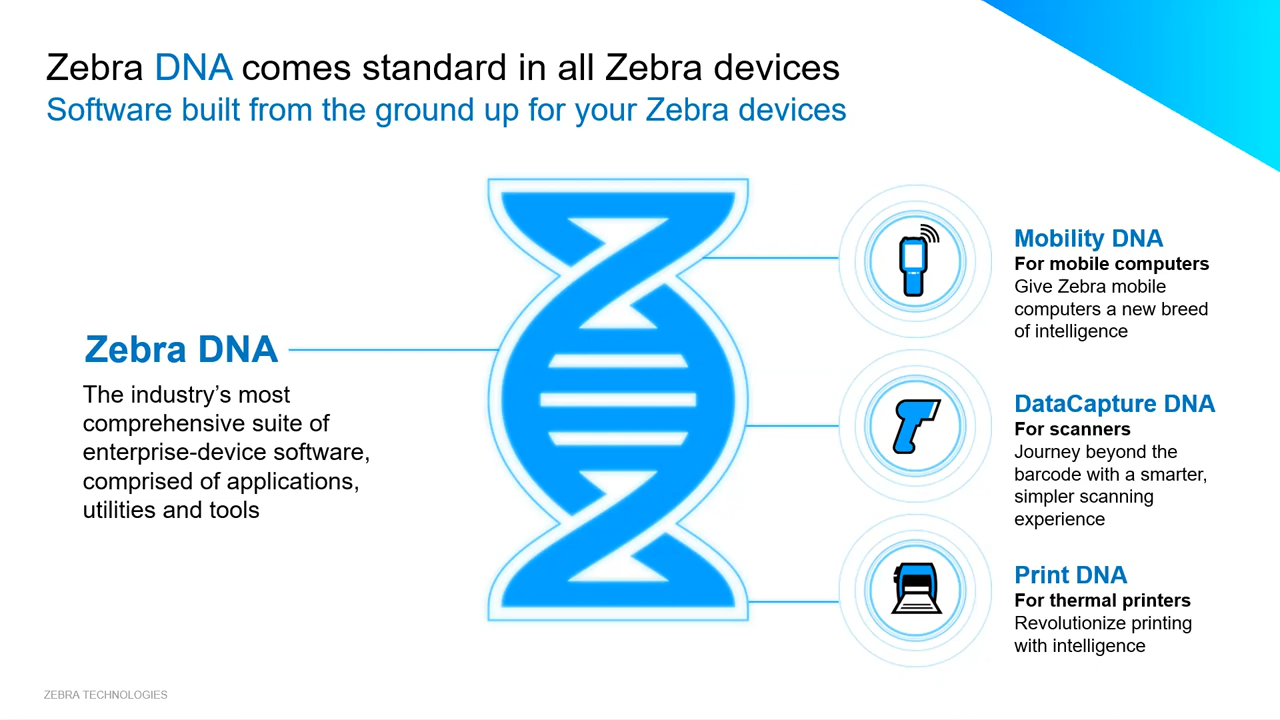 Zebra DNA comes standard in all Zebra devices
Software built from the ground up for your Zebra devices
Zebra DNA
The industry’s most
comprehensive suite of
enterprise-device software,
comprised of applications,
utilities and tools
Mobility DNA
For mobile computers
Give Zebra mobile
computers a new breed
of intelligence
DataCapture DNA
For scanners
Journey beyond the
barcode with a smarter,
simpler scanning
experience
Print DNA
For thermal printers
Revolutionize printing
with intelligence
ZEBRA TECHNOLOGIES